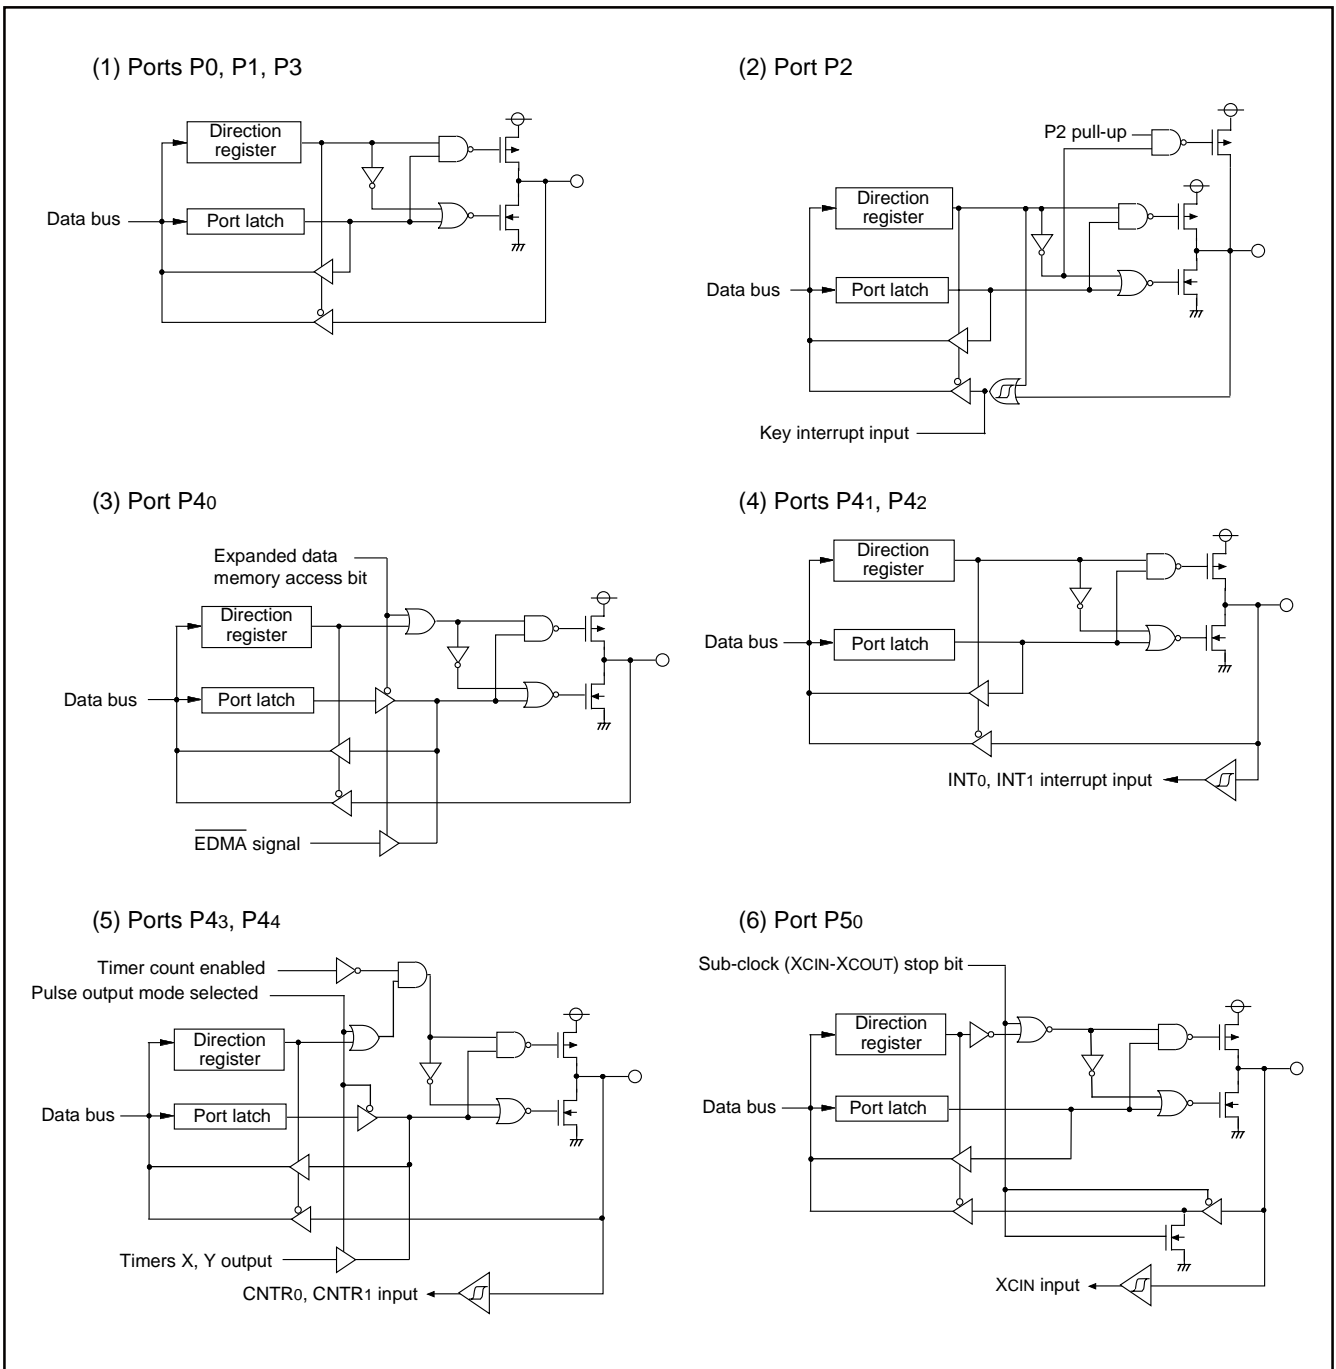 (1) Ports P0, P1, P3
Direction
register
Data bus
Port latch
(2) Port P2
P2 pull-up
Direction
register
Data bus
Port latch
Key interrupt input
(3) Port P40
Expanded data
memory access bit
Direction
register
Data bus
Port latch
EDMA signal
(4) Ports P41, P42
Direction
register
Data bus
Port latch
INT0, INT1 interrupt input
(5) Ports P43, P44
Timer count enabled
Pulse output mode selected
Direction
register
Data bus
Port latch
Timers X, Y output
CNTR0, CNTR1 input
(6) Port P50
Sub-clock (XCIN-XCOUT) stop bit
Direction
register
Data bus
Port latch
XCIN input